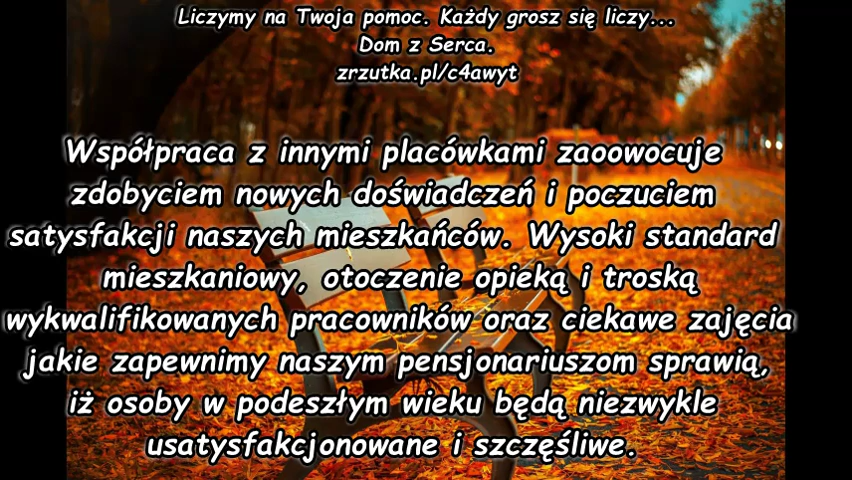 Liczymy na Twoja pomoc. Każdy grosz się liczy...
Dom z Serca.
zrzutka.pl/c4awyt
Współpraca z innymi placówkami zaoowocuje
zdobyciem nowych doświadczeń i poczuciem
satysfakcji naszych mieszkańców. Wysoki standard
mieszkaniowy, otoczenie opieką i troską
wykwalifikowanych pracowników oraz ciekawe zajęcia
jakie zapewnimy naszym pensjonariuszom sprawią,
iż osoby w podeszłym wieku będą niezwykle
usatysfakcjonowane i szczęśliwe.